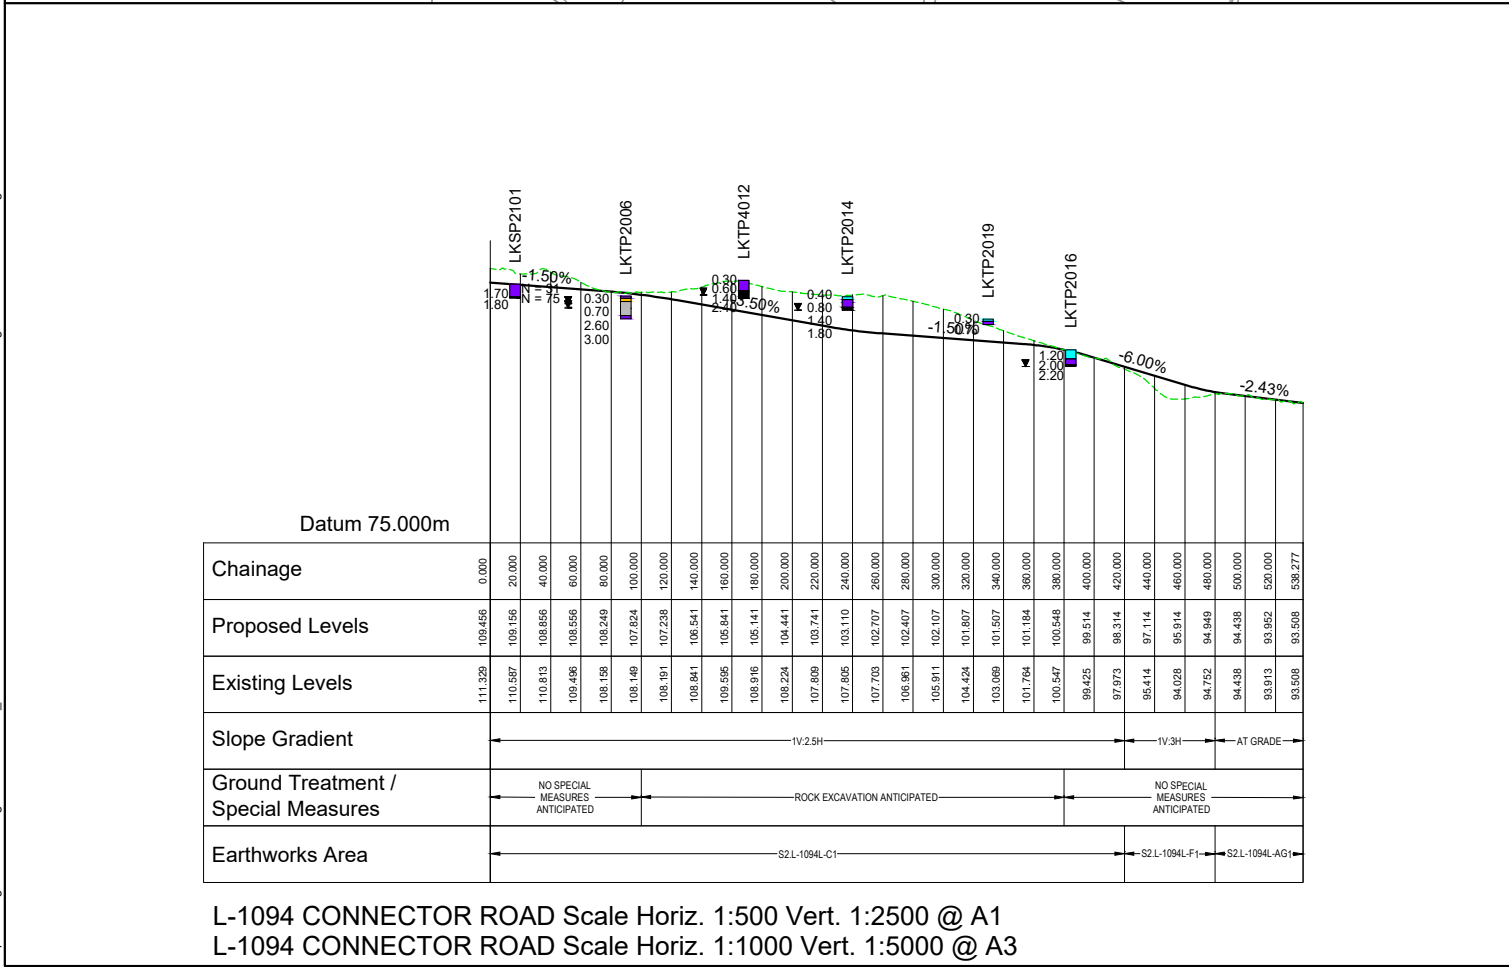 LKSP2101
LKTP2006
LKTP4012
LKTP2014
LKTP2019
LKTP2016
-1.50%
N = 31
N = 75
1.70
1.80
0.30
0.70
2.60
3.00
0.30
0.60
1.40
2.40
-3.50%
0.40
0.80
1.40
1.80
-1.50%
0.30
1.20
2.00
2.20
-6.00%
-2.43%
Datum 75.000m
Chainage 0.000 20.000 40.000 60.000 80.000 100.000 120.000 140.000 160.000 180.000 200.000 220.000 240.000 260.000 280.000 300.000 320.000 340.000 360.000 380.000 400.000 420.000 440.000 460.000 480.000 500.000 520.000 538.277
Proposed Levels 109.456 109.156 108.856 108.556 108.249 107.824 107.238 106.541 105.841 105.141 104.441 103.741 103.110 102.707 102.407 102.107 101.807 101.507 101.184 100.548 99.514 98.314 97.114 95.914 94.949 94.438 93.952 93.508
Existing Levels 111.329 110.587 110.813 109.496 108.158 108.149 108.191 108.841 109.595 108.916 108.224 107.809 107.805 107.703 106.961 105.911 104.424 103.069 101.764 100.547 99.425 97.973 95.414 94.028 94.752 94.438 93.913 93.508
Slope Gradient 1V:2.5H 1V:3H AT GRADE
Ground Treatment /
Special Measures
NO SPECIAL
MEASURES
ANTICIPATED
ROCK EXCAVATION ANTICIPATED
NO SPECIAL
MEASURES
ANTICIPATED
Earthworks Area S2.L-1094L-C1 S2.L-1094L-F1 S2.L-1094L-AG1
L-1094 CONNECTOR ROAD Scale Horiz. 1:500 Vert. 1:2500 @ A1
L-1094 CONNECTOR ROAD Scale Horiz. 1:1000 Vert. 1:5000 @ A3